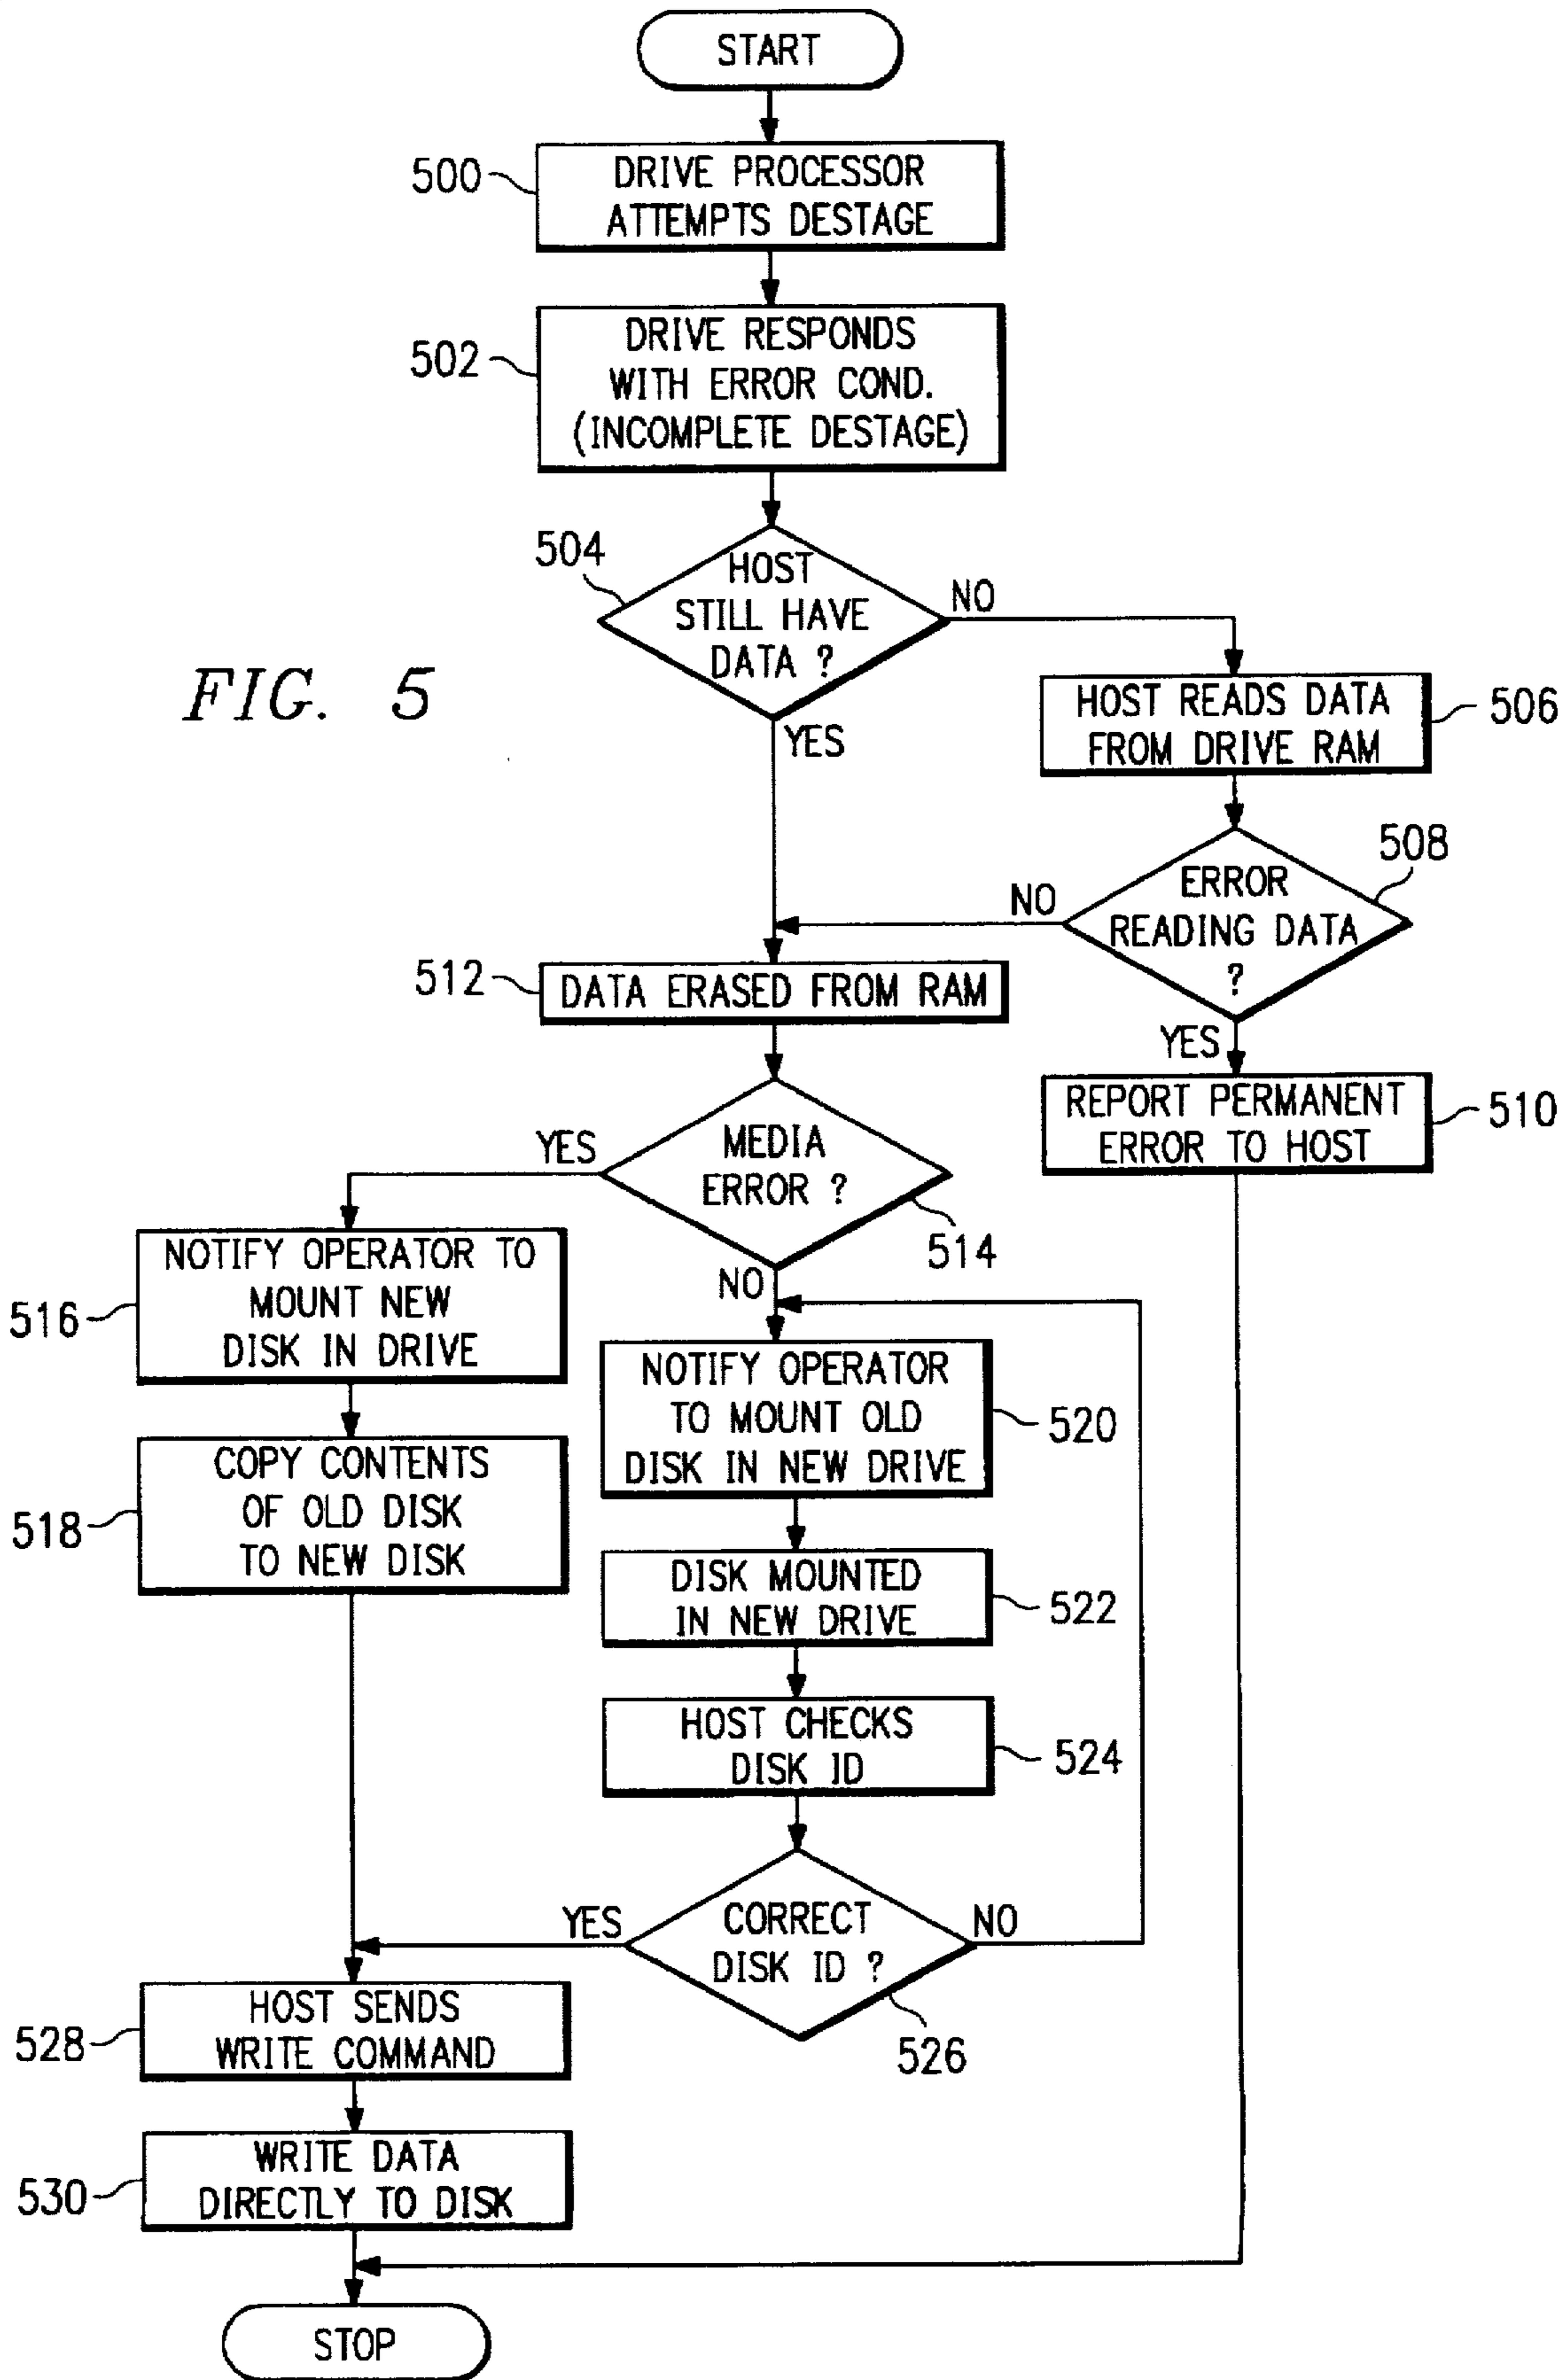 START
500
DRIVE PROCESSOR
ATTEMPTS DESTAGE
502
DRIVE RESPONDS
WITH ERROR COND.
(INCOMPLETE DESTAGE)
504
HOST
STILL HAVE
DATA ?
NO
YES
FIG. 5
HOST READS DATA
FROM DRIVE RAM
506
508
ERROR
READING DATA
?
NO
YES
512
DATA ERASED FROM RAM
REPORT PERMANENT
ERROR TO HOST
510
MEDIA
ERROR ?
YES
514
NO
NOTIFY OPERATOR TO
MOUNT NEW
DISK IN DRIVE
516
NOTIFY OPERATOR
TO MOUNT OLD
DISK IN NEW DRIVE
520
COPY CONTENTS
OF OLD DISK
TO NEW DISK
518
DISK MOUNTED
IN NEW DRIVE
522
HOST CHECKS
DISK ID
524
YES
CORRECT
DISK ID ?
NO
526
HOST SENDS
WRITE COMMAND
528
WRITE DATA
DIRECTLY TO DISK
530
STOP